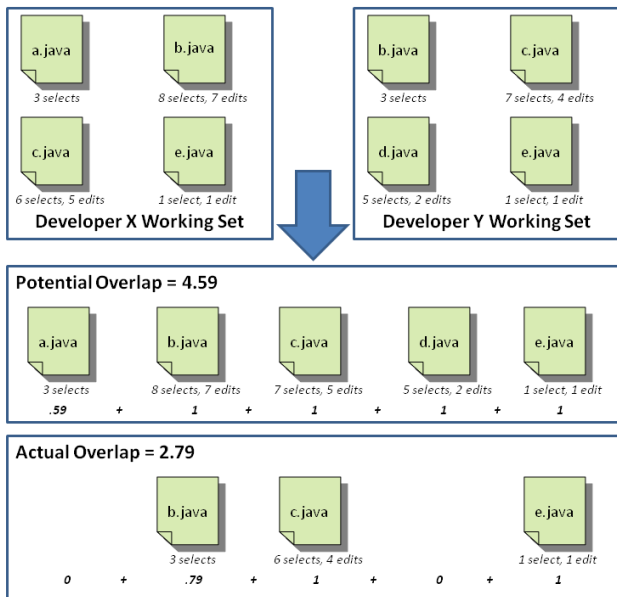 a.java b.java
3 selects 8 selects, 7 edits
c.java e.java
6 selects, 5 edits 1 select, 1 edit
Developer X Working Set
b.java c.java
3 selects 7 selects, 4 edits
d.java e.java
5 selects, 2 edits 1 select, 1 edit
Developer Y Working Set
Potential Overlap = 4.59
a.java b.java c.java d.java e.java
3 selects 8 selects, 7 edits 7 selects, 5 edits 5 selects, 2 edits 1 select, 1 edit
.59 + 1 + 1 + 1 + 1
Actual Overlap = 2.79
b.java c.java e.java
3 selects 6 selects, 4 edits 1 select, 1 edit
0 + .79 + 1 + 0 + 1